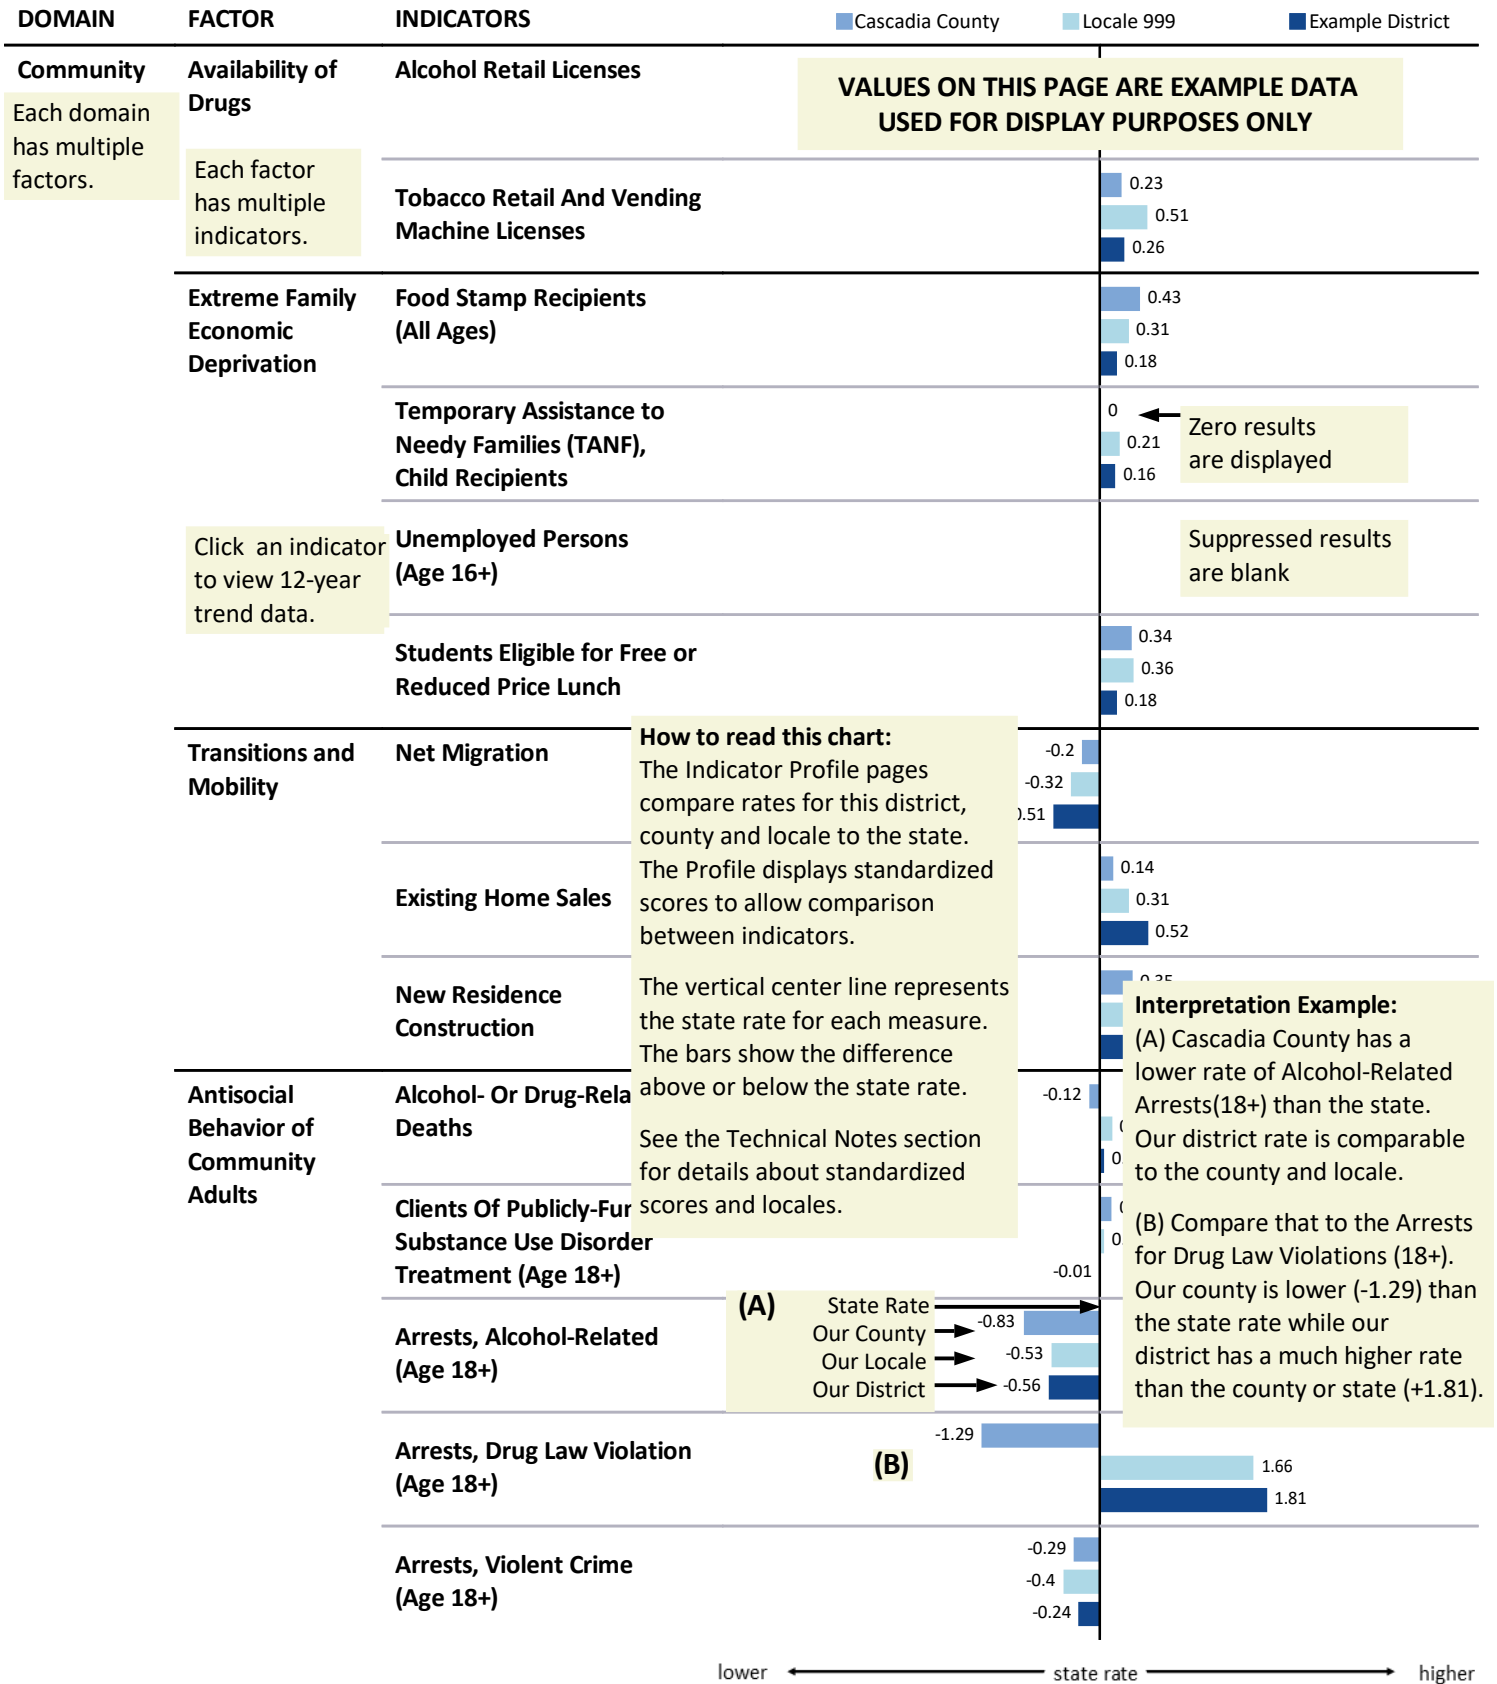 DOMAIN FACTOR INDICATORS Cascadia County Locale 999 Example District
Community
Each domain
has multiple
factors.
Availability of
Drugs
Each factor
has multiple
indicators.
Alcohol Retail Licenses
VALUES ON THIS PAGE ARE EXAMPLE DATA
USED FOR DISPLAY PURPOSES ONLY
Tobacco Retail And Vending
Machine Licenses
0.23
0.51
0.26
Extreme Family
Economic
Deprivation
Food Stamp Recipients
(All Ages)
0.43
0.31
0.18
Temporary Assistance to
Needy Families (TANF),
Child Recipients
0
0.21
0.16
Zero results
are displayed
Click an indicator
to view 12-year
trend data.
Unemployed Persons
(Age 16+)
Suppressed results
are blank
Students Eligible for Free or
Reduced Price Lunch
0.34
0.36
0.18
Transitions and
Mobility
Net Migration
-0.2
-0.32
.51
How to read this chart:
The Indicator Profile pages
compare rates for this district,
county and locale to the state.
The Profile displays standardized
scores to allow comparison
between indicators.
The vertical center line represents
the state rate for each measure.
The bars show the difference
above or below the state rate.
See the Technical Notes section
for details about standardized
scores and locales.
Existing Home Sales
0.14
0.31
0.52
New Residence
Construction
Interpretation Example:
(A) Cascadia County has a
lower rate of Alcohol-Related
Arrests(18+) than the state.
Our district rate is comparable
to the county and locale.
(B) Compare that to the Arrests
for Drug Law Violations (18+).
Our county is lower (-1.29) than
the state rate while our
district has a much higher rate
than the county or state (+1.81).
Antisocial
Behavior of
Community
Adults
Alcohol- Or Drug-Rela
Deaths
-0.12
0.
Clients Of Publicly-Fur
Substance Use Disorder
Treatment (Age 18+)
0.
-0.01
Arrests, Alcohol-Related
(Age 18+)
(A)
State Rate
Our County
Our Locale
Our District
-0.83
-0.53
-0.56
Arrests, Drug Law Violation
(Age 18+)
(B)
-1.29
1.66
1.81
Arrests, Violent Crime
(Age 18+)
-0.29
-0.4
-0.24
lower state rate higher